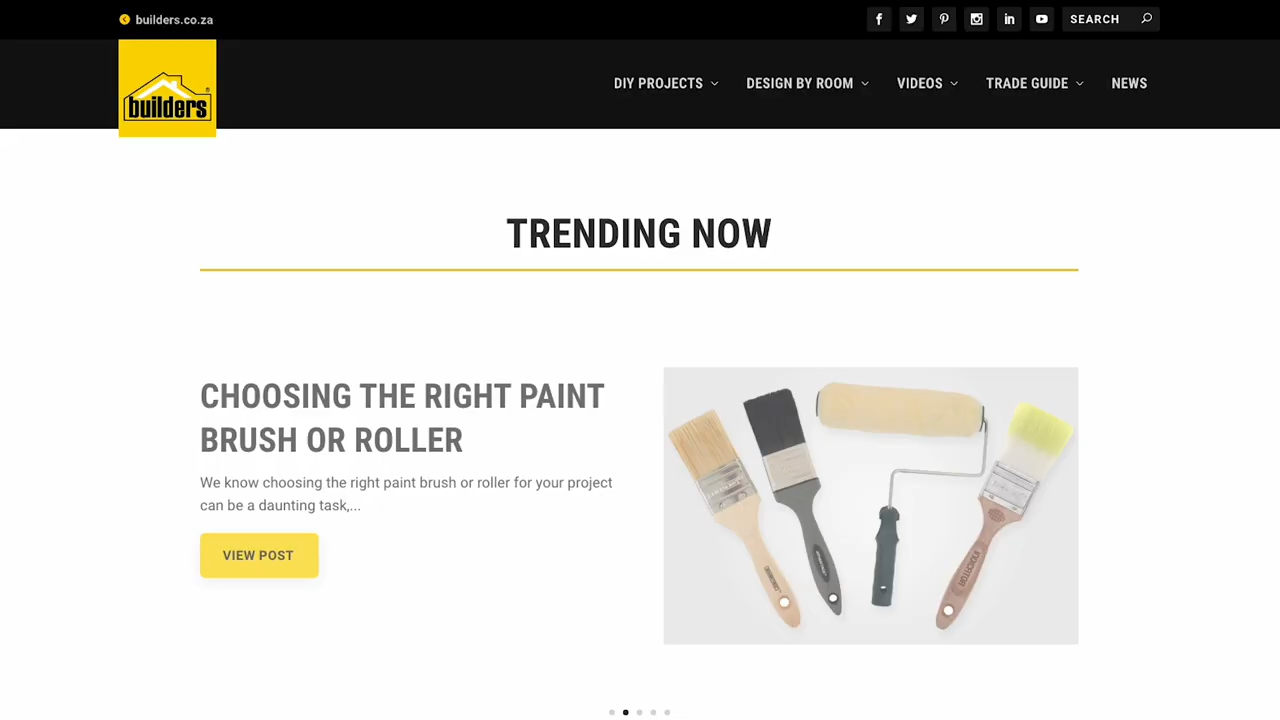 builders.co.za
SEARCH
builders
DIY PROJECTS
DESIGN BY ROOM
VIDEOS
TRADE GUIDE
NEWS
TRENDING NOW
CHOOSING THE RIGHT PAINT
BRUSH OR ROLLER
We know choosing the right paint brush or roller for your project
can be a daunting task,...
VIEW POST